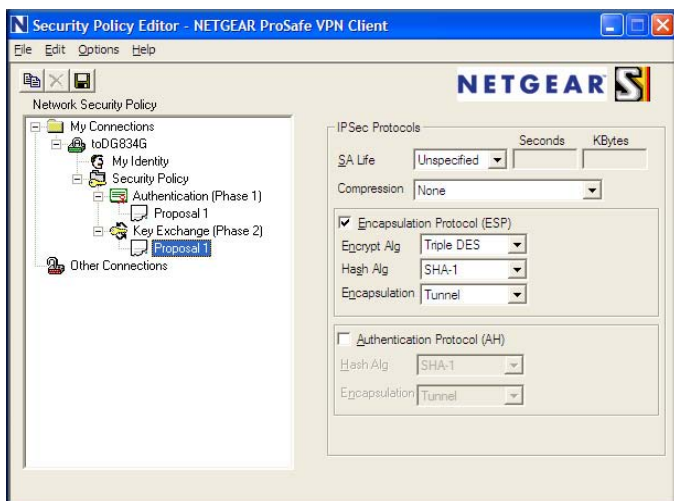 Security Policy Editor - NETGEAR ProSafe VPN Client
File Edit Options Help
NETGEAR
Network Security Policy
My Connections
toDG834G
My Identity
Security Policy
Authentication (Phase 1)
Proposal 1
Key Exchange (Phase 2)
Proposal 1
Other Connections
IPSec Protocols
Seconds KBytes
SA Life Unspecified
Compression None
Encapsulation Protocol (ESP)
Encrypt Alg Triple DES
Hash Alg SHA-1
Encapsulation Tunnel
Authentication Protocol (AH)
Hash Alg SHA-1
Encapsulation Tunnel